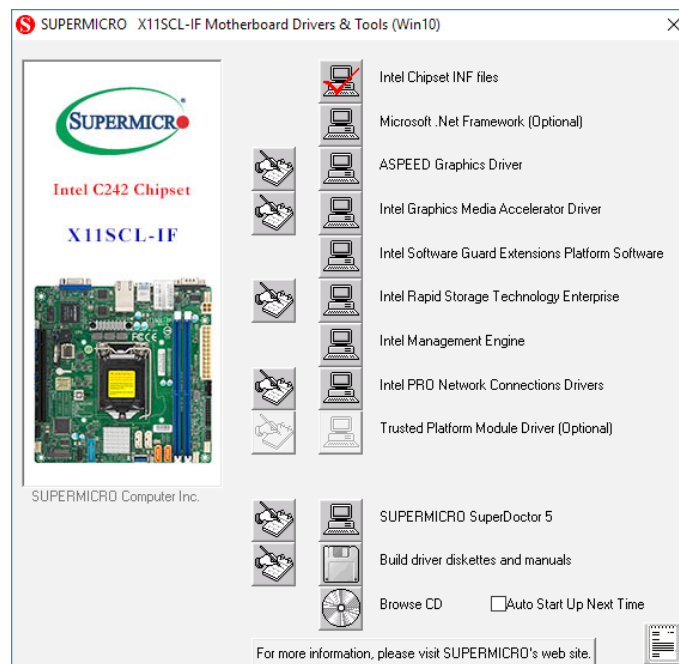 SUPERMICRO X11SCL-IF Motherboard Drivers & Tools (Win10)
SUPERMICR
Intel C242 Chipset
X11SCL-IF
SUPERMICRO Computer Inc.
Intel Chipset INF files
Microsoft .Net Framework (Optional)
ASPEED Graphics Driver
Intel Graphics Media Accelerator Driver
Intel Software Guard Extensions Platform Software
Intel Rapid Storage Technology Enterprise
Intel Management Engine
Intel PRO Network Connections Drivers
Trusted Platform Module Driver (Optional)
SUPERMICRO SuperDoctor 5
Build driver diskettes and manuals
Browse CD Auto Start Up Next Time
For more information, please visit SUPERMICRO's web site.